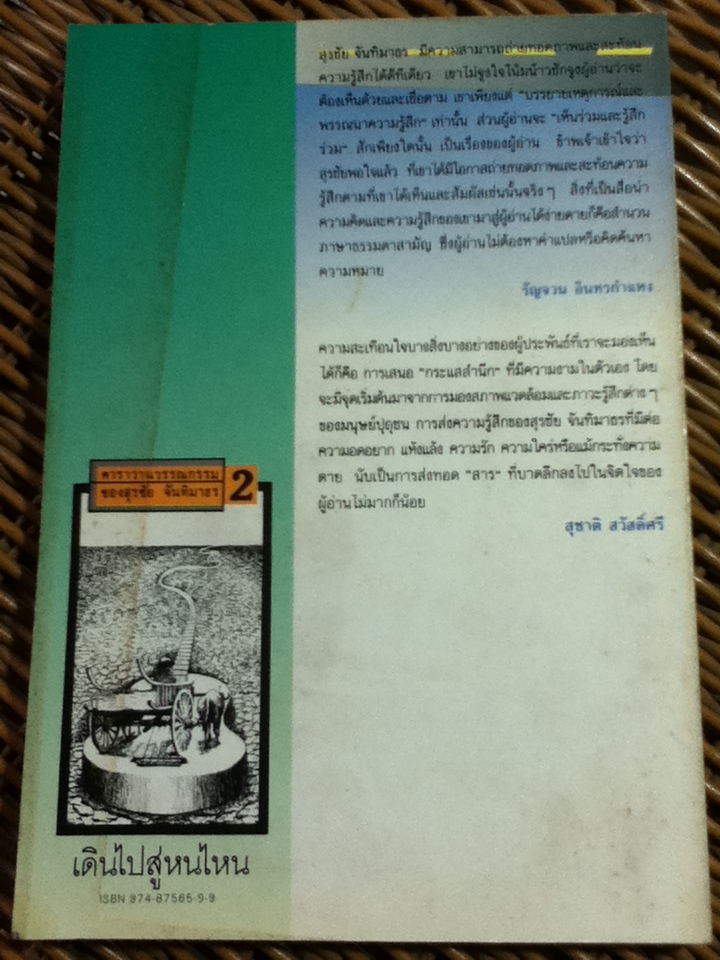 สุรชัย จันทิมาธร มีความสามารถถ่ายทอดภาพและสะท้อน
ความรู้สึกได้ดีทีเดียว เขาไม่จูงใจโน้มน้าวชักจูงผู้อ่านว่าจะ
ต้องเห็นด้วยและเชื่อตาม เขาเพียงแต่ "บรรยายเหตุการณ์และ
พรรณนาความรู้สึก" เท่านั้น ส่วนผู้อ่านจะ "เห็นร่วมและรู้สึก
ร่วม" สักเพียงใดนั้น เป็นเรื่องของผู้อ่าน ข้าพเจ้าเข้าใจว่า
สุรชัยพอใจแล้ว ที่เขาได้มีโอกาสถ่ายทอดภาพและสะท้อนความ
รู้สึกตามที่เขาได้เห็นและสัมผัสเช่นนั้นจริง ๆ สิ่งที่เป็นสื่อนำ
ความคิดและความรู้สึกของเขามาสู่ผู้อ่านได้ง่ายดายก็คือสำนวน
ภาษาธรรมดาสามัญ ซึ่งผู้อ่านไม่ต้องหาคำแปลหรือคิดค้นหา
ความหมาย
รัญจวน อินทรกำแหง
ความสะเทือนใจบางสิ่งบางอย่างของผู้ประพันธ์ที่เราจะมองเห็น
ได้ก็คือ การเสนอ "กระแสสำนึก" ที่มีความงามในตัวเอง โดย
จะมีจุดเริ่มต้นมาจากการมองสภาพแวดล้อมและภาวะรู้สึกต่าง ๆ
ของมนุษย์ปุถุชน การส่งความรู้สึกของสุรชัย จันทิมาธรที่มีต่อ
ความอดอยาก แห้งแล้ง ความรัก ความใคร่หรือแม้กระทั่งความ
ตาย นับเป็นการส่งทอด "สาร" ที่บาดลึกลงไปในจิตใจของ
ผู้อ่านไม่มากก็น้อย
สุชาติ สวัสดิ์ศรี
คาราวานวรรณกรรม
ของสุรชัย จันทิมาธร 2
เดินไปสู่หนไหน
ISBN 974-87565-9-9